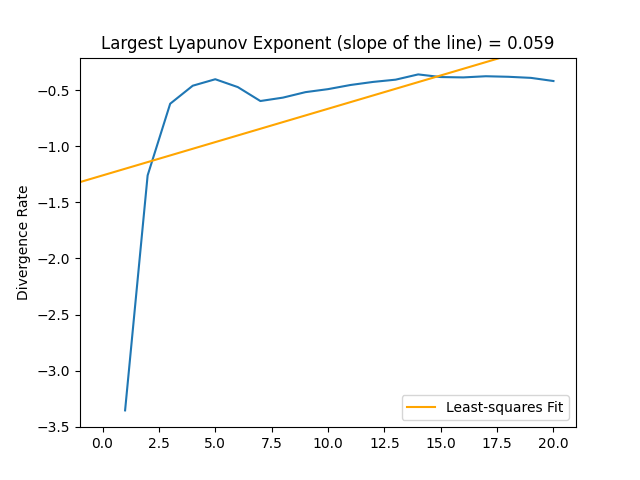 Largest Lyapunov Exponent (slope of the line) = 0.059
Divergence Rate
−0.5
−1.0
−1.5
−2.0
−2.5
−3.0
−3.5
Least-squares Fit
0.0 2.5 5.0 7.5 10.0 12.5 15.0 17.5 20.0